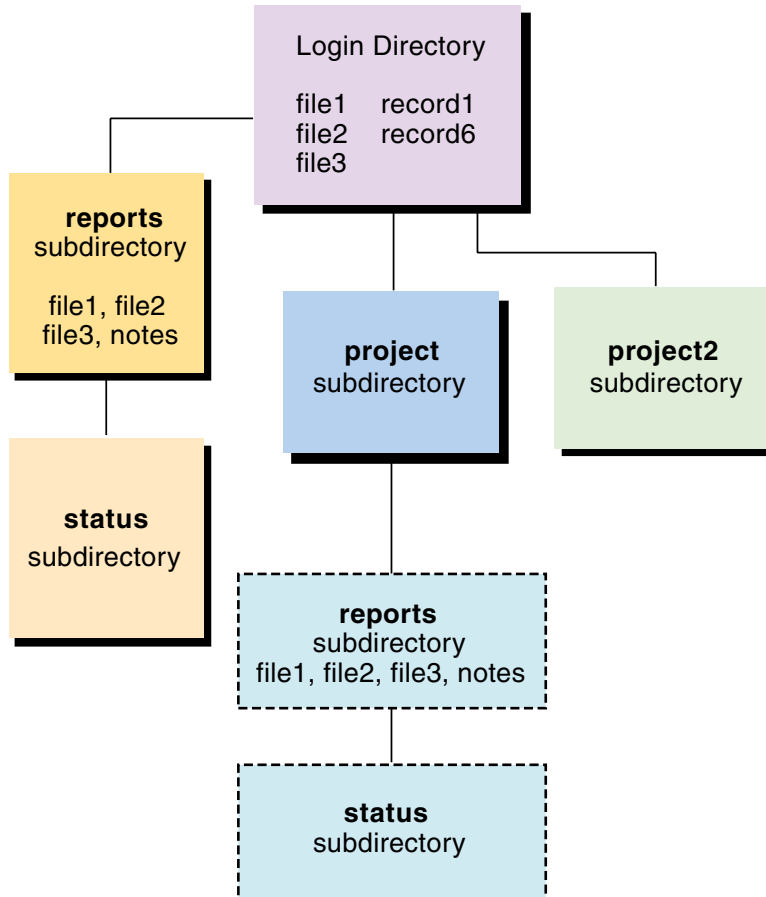 Login Directory
file1 record1
file2 record6
file3
reports
subdirectory
file1, file2
file3, notes
project
subdirectory
project2
subdirectory
status
subdirectory
reports
subdirectory
file1, file2, file3, notes
status
subdirectory